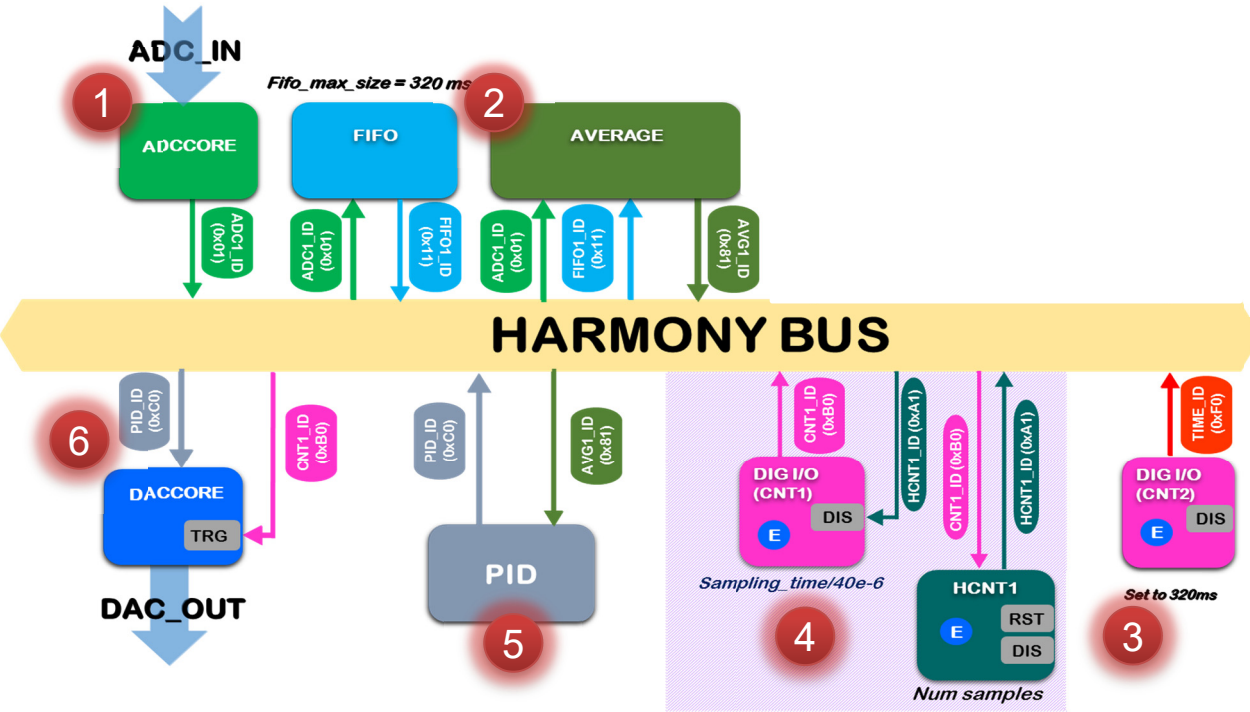 ADC_IN
Fifo_max_size = 320 ms
1
2
ADCCORE
FIFO
AVERAGE
ADC1_ID
(0x01)
ADC1_ID
(0x01)
FIFO1_ID
(0x11)
ADC1_ID
(0x01)
FIFO1_ID
(0x11)
AVG1_ID
(0x81)
HARMONY BUS
PID_ID
(0xC0)
CNT1_ID
(0xB0)
PID_ID
(0xC0)
AVG1_ID
(0x81)
CNT1_ID
(0xB0)
HCNT1_ID (0xA1)
CNT1_ID (0xB0)
HCNT1_ID (0xA1)
TIME_ID
(0xF0)
6
DACCORE
TRG
DAC_OUT
PID
5
DIG I/O
(CNT1)
DIS
E
Sampling_time/40e-6
4
HCNT1
E
RST
DIS
Num samples
DIG I/O
(CNT2)
DIS
E
Set to 320ms
3